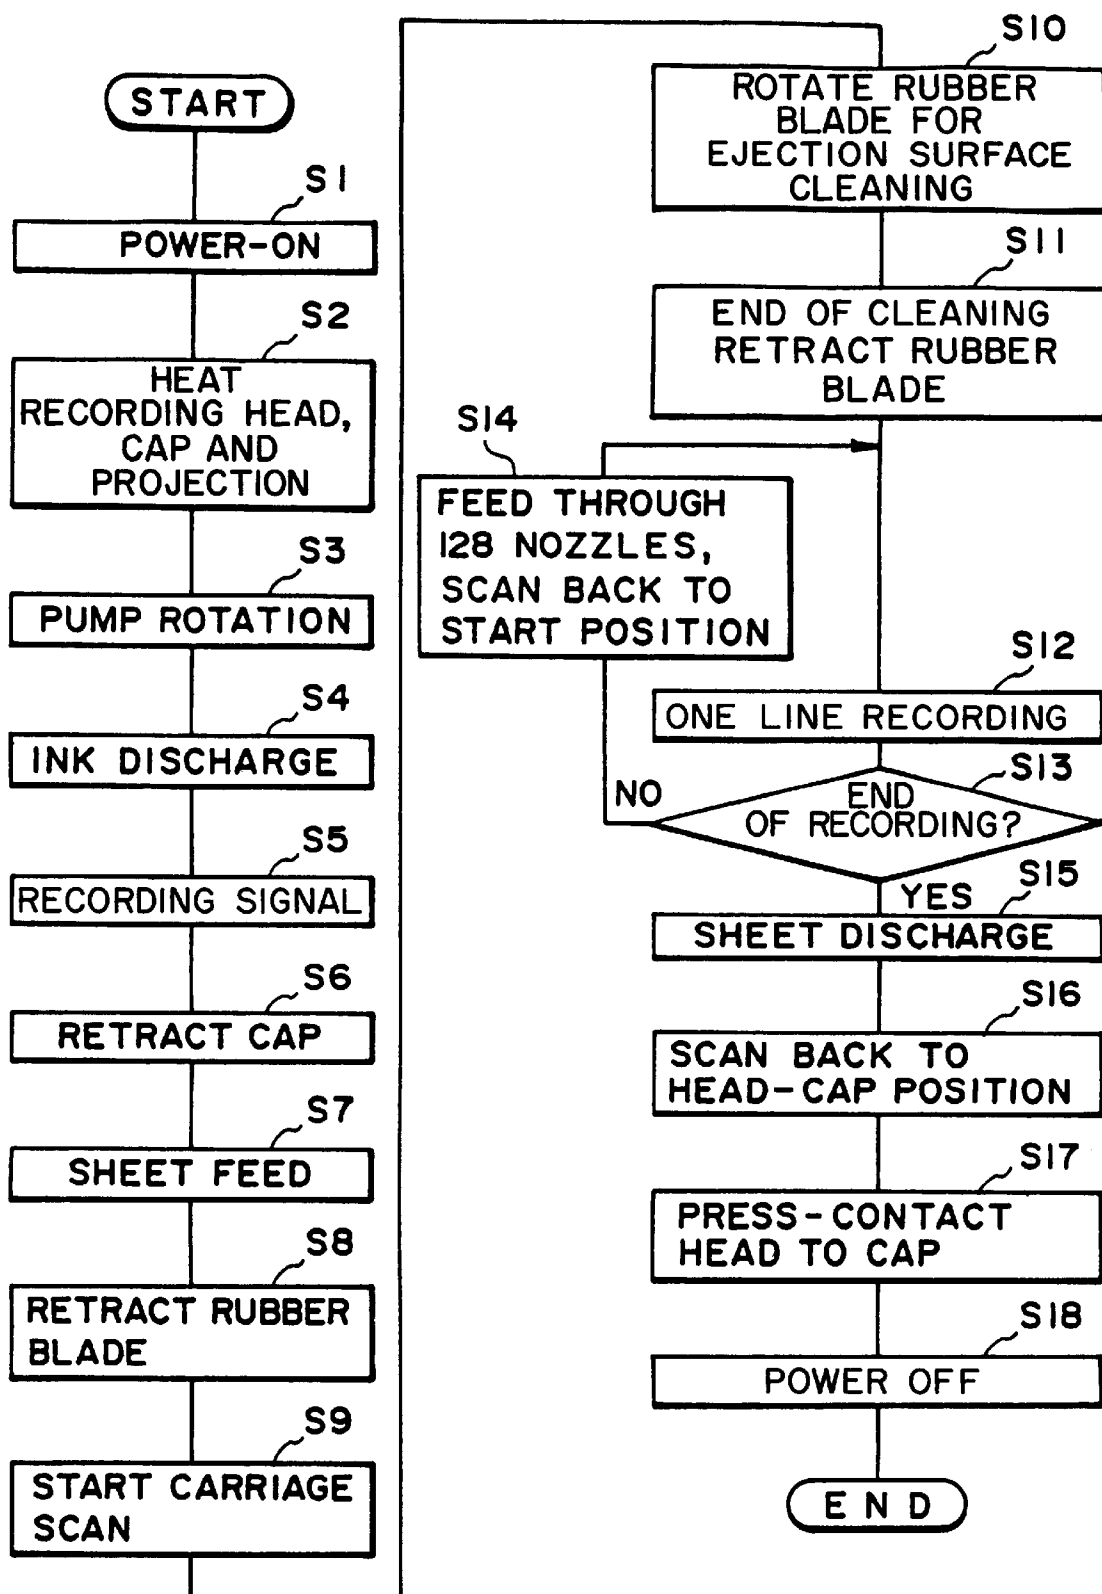 START
S1
POWER-ON
S2
HEAT
RECORDING HEAD,
CAP AND
PROJECTION
S3
PUMP ROTATION
S4
INK DISCHARGE
S5
RECORDING SIGNAL
S6
RETRACT CAP
S7
SHEET FEED
S8
RETRACT RUBBER
BLADE
S9
START CARRIAGE
SCAN
S10
ROTATE RUBBER
BLADE FOR
EJECTION SURFACE
CLEANING
S11
END OF CLEANING
RETRACT RUBBER
BLADE
S14
FEED THROUGH
128 NOZZLES,
SCAN BACK TO
START POSITION
S12
ONE LINE RECORDING
S13
NO
END
OF RECORDING?
YES
S15
SHEET DISCHARGE
S16
SCAN BACK TO
HEAD-CAP POSITION
S17
PRESS-CONTACT
HEAD TO CAP
S18
POWER OFF
END